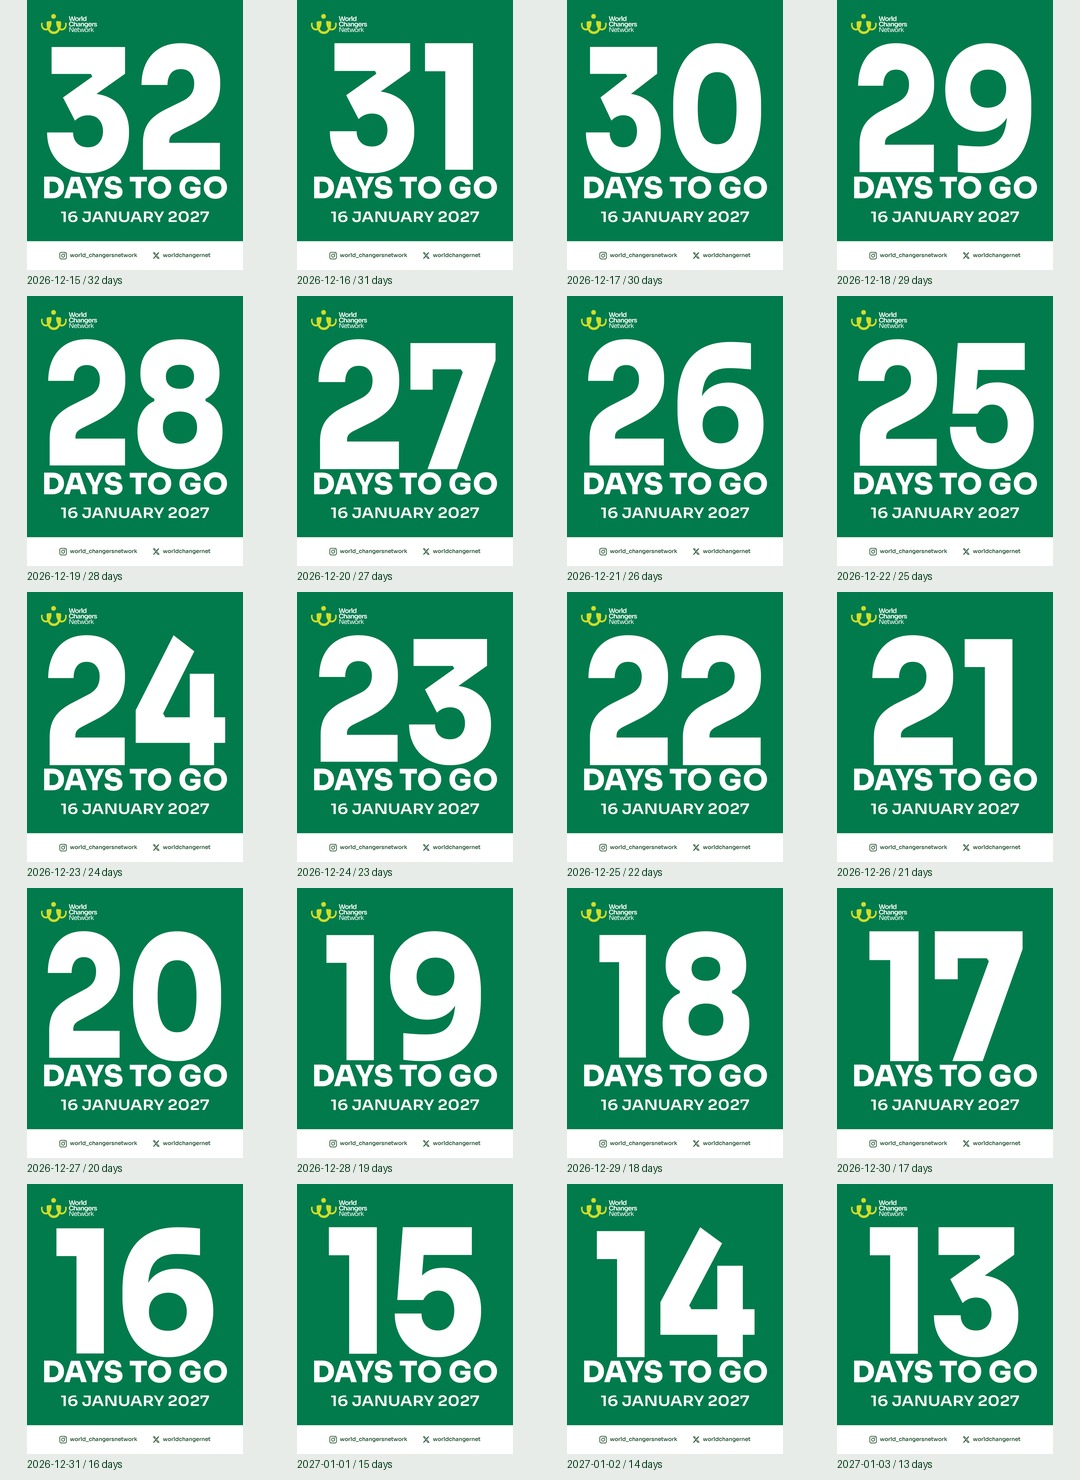 World
Changers
Network
32
DAYS TO GO
16 JANUARY 2027
world_changersnetwork worldchangernet
2026-12-15 / 32 days
World
Changers
Network
31
DAYS TO GO
16 JANUARY 2027
world_changersnetwork worldchangernet
2026-12-16 / 31 days
World
Changers
Network
30
DAYS TO GO
16 JANUARY 2027
world_changersnetwork worldchangernet
2026-12-17 / 30 days
World
Changers
Network
29
DAYS TO GO
16 JANUARY 2027
world_changersnetwork worldchangernet
2026-12-18 / 29 days
World
Changers
Network
28
DAYS TO GO
16 JANUARY 2027
world_changersnetwork worldchangernet
2026-12-19 / 28 days
World
Changers
Network
27
DAYS TO GO
16 JANUARY 2027
world_changersnetwork worldchangernet
2026-12-20 / 27 days
World
Changers
Network
26
DAYS TO GO
16 JANUARY 2027
world_changersnetwork worldchangernet
2026-12-21 / 26 days
World
Changers
Network
25
DAYS TO GO
16 JANUARY 2027
world_changersnetwork worldchangernet
2026-12-22 / 25 days
World
Changers
Network
24
DAYS TO GO
16 JANUARY 2027
world_changersnetwork worldchangernet
2026-12-23 / 24 days
World
Changers
Network
23
DAYS TO GO
16 JANUARY 2027
world_changersnetwork worldchangernet
2026-12-24 / 23 days
World
Changers
Network
22
DAYS TO GO
16 JANUARY 2027
world_changersnetwork worldchangernet
2026-12-25 / 22 days
World
Changers
Network
21
DAYS TO GO
16 JANUARY 2027
world_changersnetwork worldchangernet
2026-12-26 / 21 days
World
Changers
Network
20
DAYS TO GO
16 JANUARY 2027
world_changersnetwork worldchangernet
2026-12-27 / 20 days
World
Changers
Network
19
DAYS TO GO
16 JANUARY 2027
world_changersnetwork worldchangernet
2026-12-28 / 19 days
World
Changers
Network
18
DAYS TO GO
16 JANUARY 2027
world_changersnetwork worldchangernet
2026-12-29 / 18 days
World
Changers
Network
17
DAYS TO GO
16 JANUARY 2027
world_changersnetwork worldchangernet
2026-12-30 / 17 days
World
Changers
Network
16
DAYS TO GO
16 JANUARY 2027
world_changersnetwork worldchangernet
2026-12-31 / 16 days
World
Changers
Network
15
DAYS TO GO
16 JANUARY 2027
world_changersnetwork worldchangernet
2027-01-01 / 15 days
World
Changers
Network
14
DAYS TO GO
16 JANUARY 2027
world_changersnetwork worldchangernet
2027-01-02 / 14 days
World
Changers
Network
13
DAYS TO GO
16 JANUARY 2027
world_changersnetwork worldchangernet
2027-01-03 / 13 days